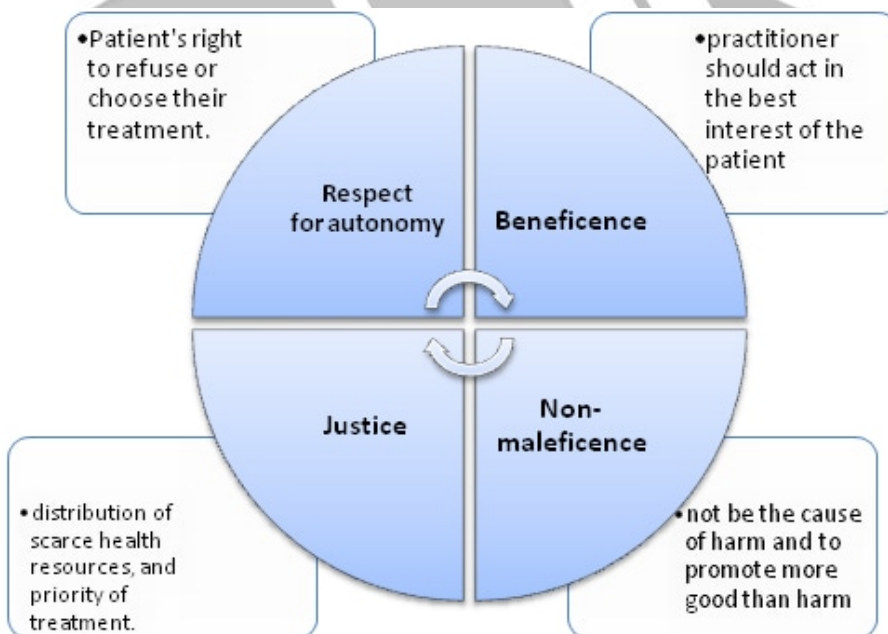 •Patient's right
to refuse or
choose their
treatment.
•practitioner
should act in
the best
interest of the
patient
Respect
for autonomy
Beneficence
Justice
Non-
maleficence
•distribution of
scarce health
resources, and
priority of
treatment.
•not be the cause
of harm and to
promote more
good than harm